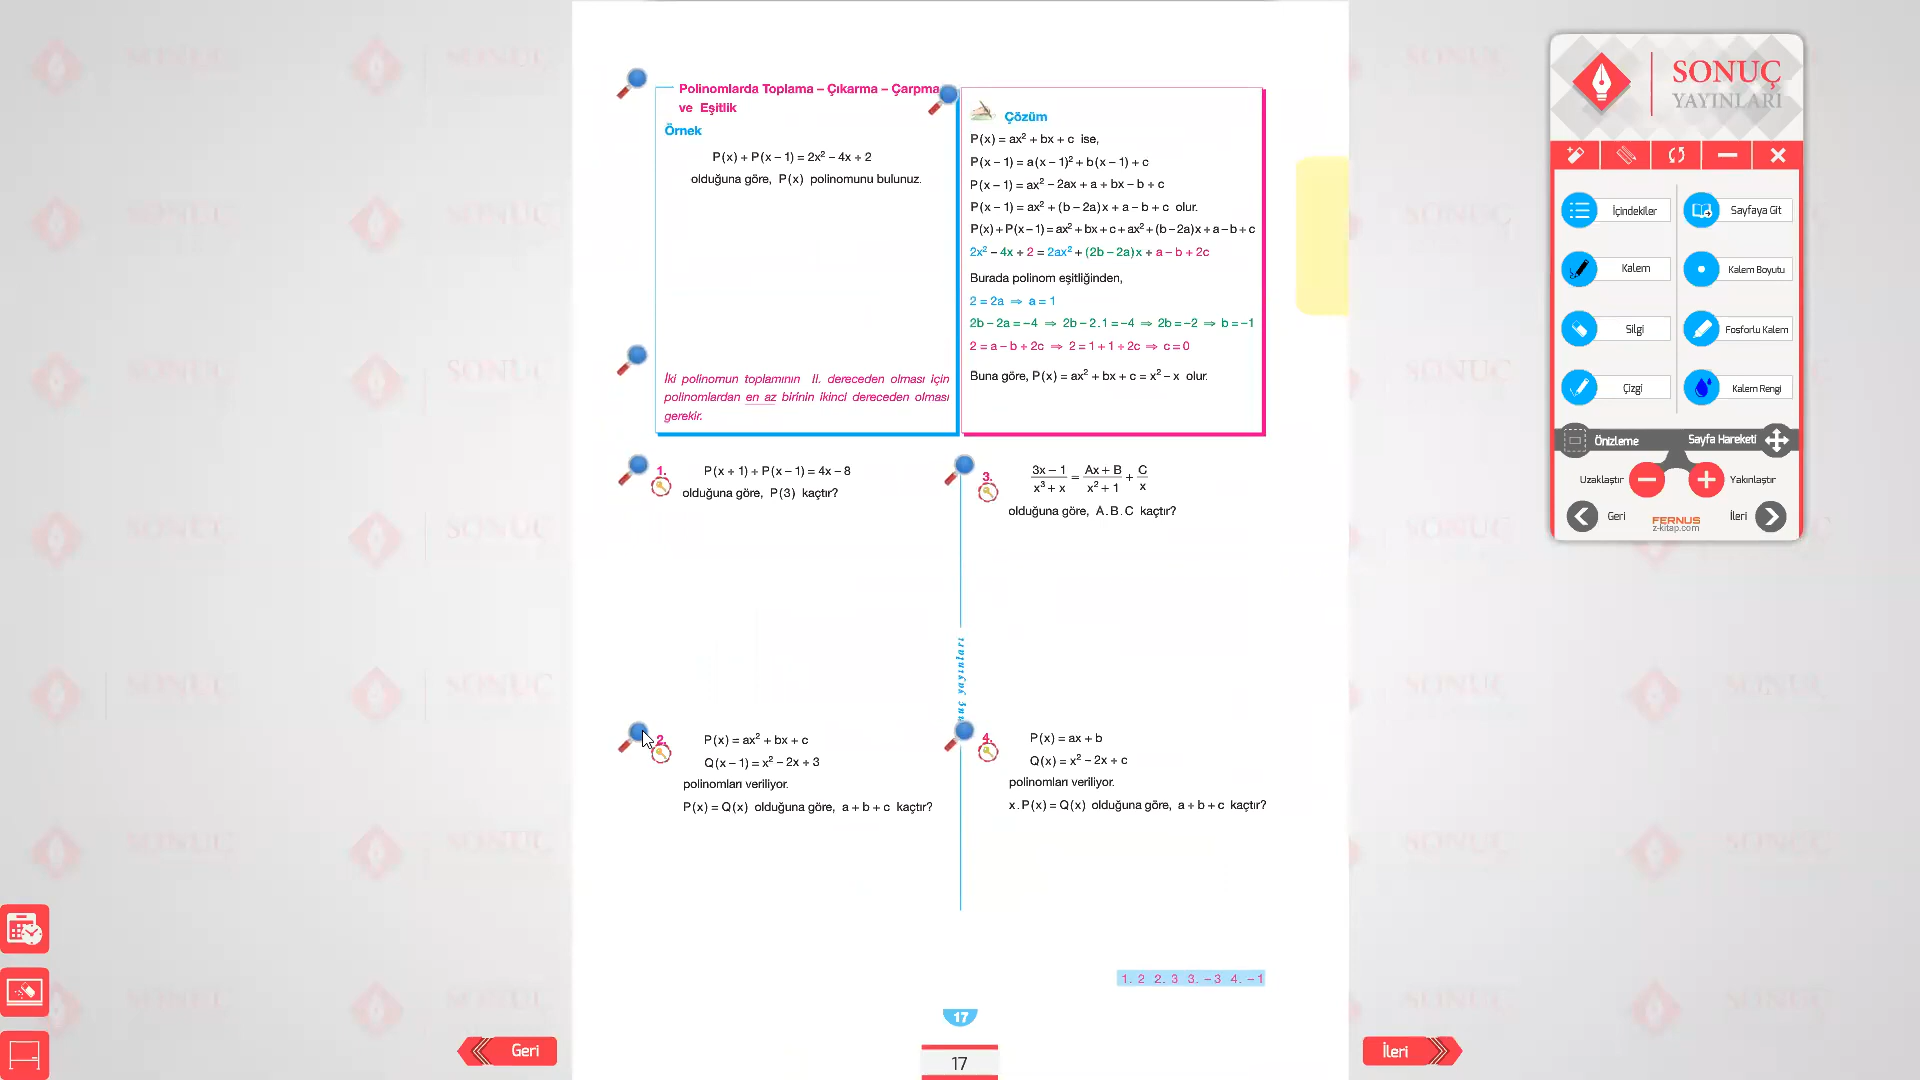 Polinomlarda Toplama – Çıkarma – Çarpma
ve Eşitlik
Örnek
P(x) + P(x – 1) = 2x² – 4x + 2
olduğuna göre, P(x) polinomunu bulunuz.
İki polinomun toplamının II. dereceden olması için
polinomlardan en az birinin ikinci dereceden olması
gerekir.
Çözüm
P(x) = ax² + bx + c ise,
P(x – 1) = a(x – 1)² + b(x – 1) + c
P(x – 1) = ax² – 2ax + a + bx – b + c
P(x – 1) = ax² + (b – 2a)x + a – b + c olur.
P(x) + P(x – 1) = ax² + bx + c + ax² + (b – 2a)x + a – b + c
2x² – 4x + 2 = 2ax² + (2b – 2a)x + a – b + 2c
Burada polinom eşitliğinden,
2 = 2a ⇒ a = 1
2b – 2a = –4 ⇒ 2b – 2.1 = –4 ⇒ 2b = –2 ⇒ b = –1
2 = a – b + 2c ⇒ 2 = 1 + 1 + 2c ⇒ c = 0
Buna göre, P(x) = ax² + bx + c = x² – x olur.
1. P(x + 1) + P(x – 1) = 4x – 8
olduğuna göre, P(3) kaçtır?
2. P(x) = ax² + bx + c
Q(x – 1) = x² – 2x + 3
polinomları veriliyor.
P(x) = Q(x) olduğuna göre, a + b + c kaçtır?
3. (3x – 1)/(x³ + x) = (Ax + B)/(x² + 1) + C/x
olduğuna göre, A.B.C kaçtır?
4. P(x) = ax + b
Q(x) = x² – 2x + c
polinomları veriliyor.
x.P(x) = Q(x) olduğuna göre, a + b + c kaçtır?
1. 2 2. 3 3. –3 4. –1
17
17
Geri
İleri
SONUÇ
YAYINLARI
İçindekiler
Sayfaya Git
Kalem
Kalem Boyutu
Silgi
Fosforlu Kalem
Çizgi
Kalem Rengi
Önizleme
Sayfa Hareketi
Uzaklaştır
Yakınlaştır
Geri
FERNUS
z-kitap.com
İleri